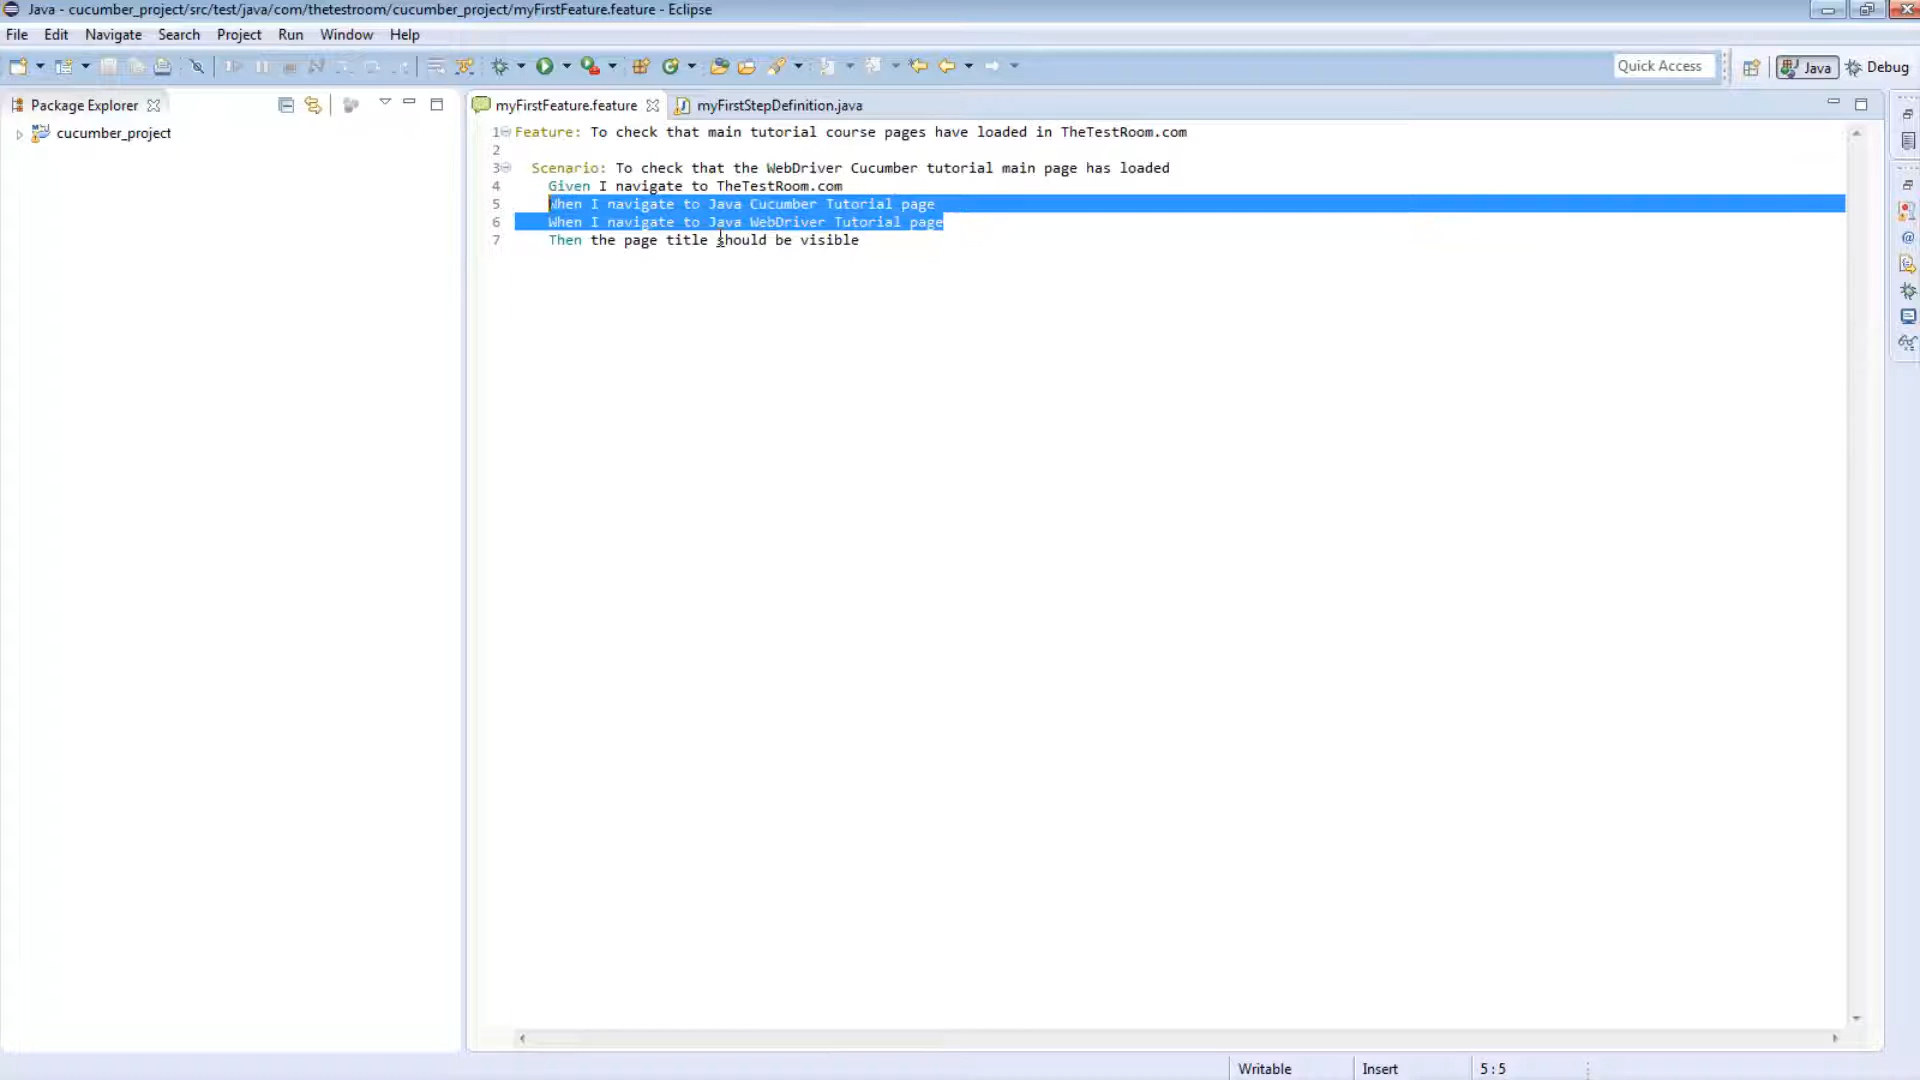 Java - cucumber_project/src/test/java/com/thetestroom/cucumber_project/myFirstFeature.feature - Eclipse
File Edit Navigate Search Project Run Window Help
Quick Access Java Debug
Package Explorer
cucumber_project
myFirstFeature.feature myFirstStepDefinition.java
1 Feature: To check that main tutorial course pages have loaded in TheTestRoom.com
2
3 Scenario: To check that the WebDriver Cucumber tutorial main page has loaded
4 Given I navigate to TheTestRoom.com
5 When I navigate to Java Cucumber Tutorial page
6 When I navigate to Java WebDriver Tutorial page
7 Then the page title should be visible
Writable Insert 5 : 5